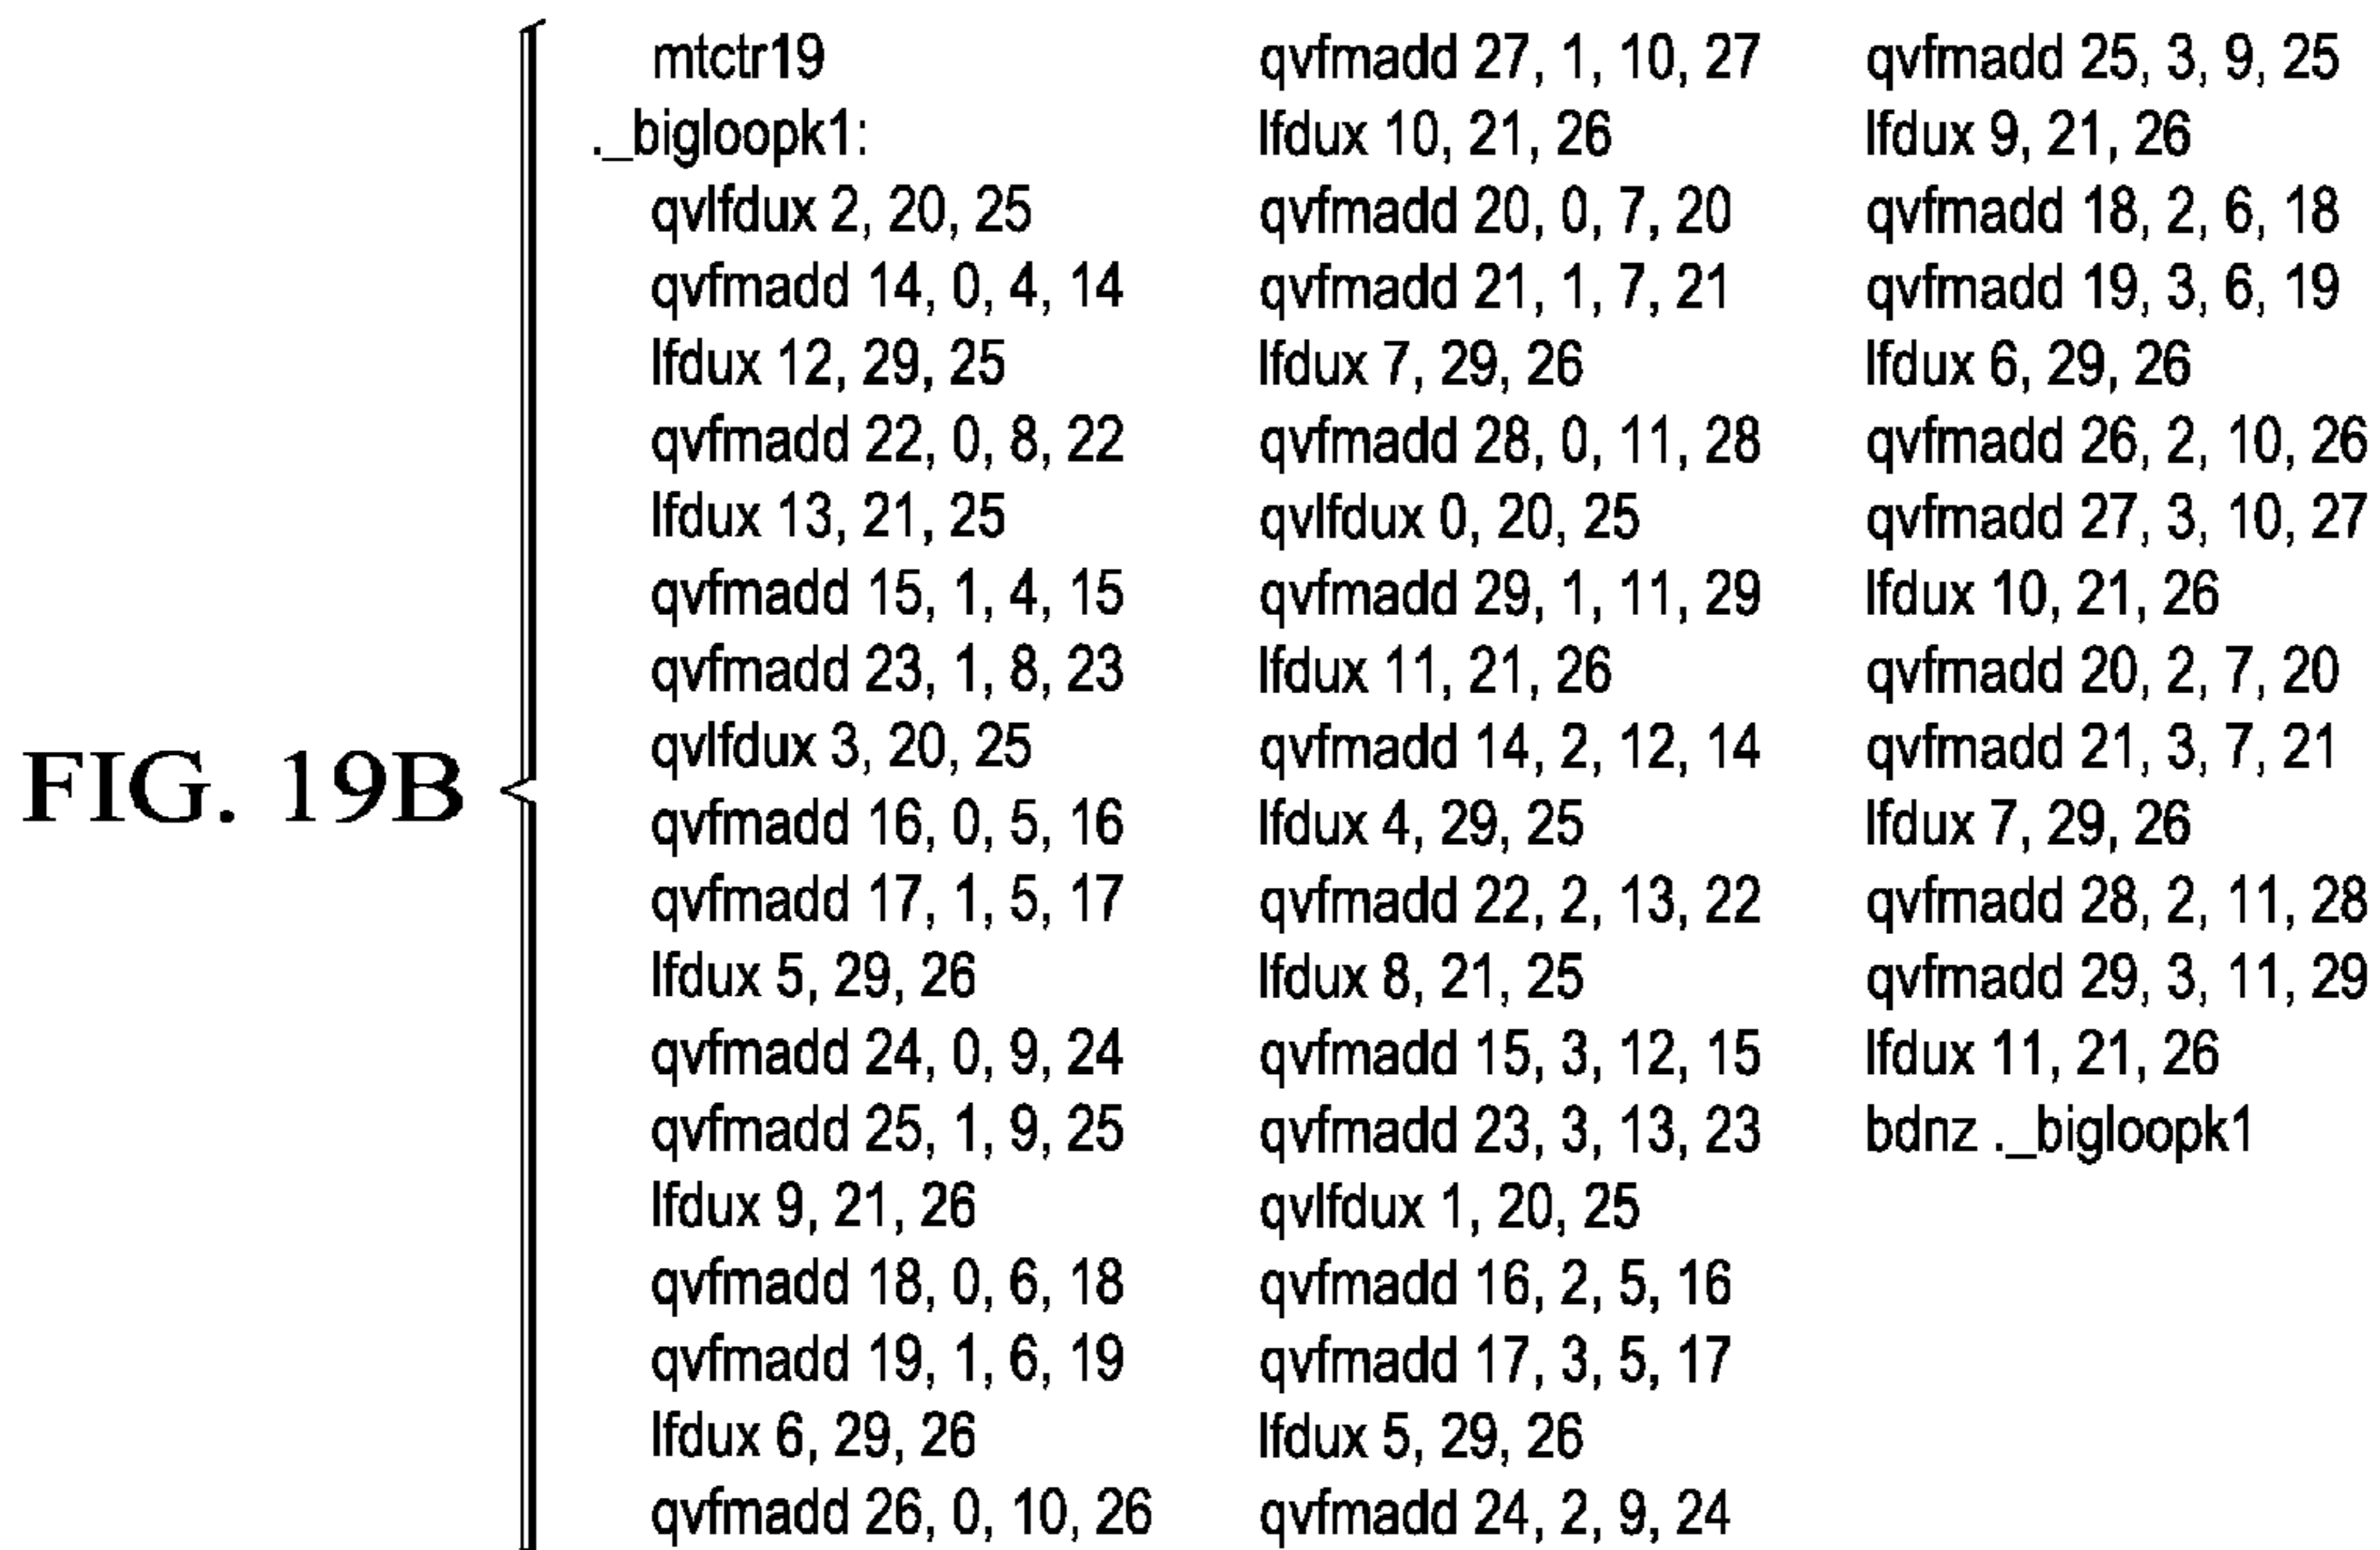 FIG. 19B
mtctr19
._bigloopk1:
qvlfdux 2, 20, 25
qvfmadd 14, 0, 4, 14
lfdux 12, 29, 25
qvfmadd 22, 0, 8, 22
lfdux 13, 21, 25
qvfmadd 15, 1, 4, 15
qvfmadd 23, 1, 8, 23
qvlfdux 3, 20, 25
qvfmadd 16, 0, 5, 16
qvfmadd 17, 1, 5, 17
lfdux 5, 29, 26
qvfmadd 24, 0, 9, 24
qvfmadd 25, 1, 9, 25
lfdux 9, 21, 26
qvfmadd 18, 0, 6, 18
qvfmadd 19, 1, 6, 19
lfdux 6, 29, 26
qvfmadd 26, 0, 10, 26
qvfmadd 27, 1, 10, 27
lfdux 10, 21, 26
qvfmadd 20, 0, 7, 20
qvfmadd 21, 1, 7, 21
lfdux 7, 29, 26
qvfmadd 28, 0, 11, 28
qvlfdux 0, 20, 25
qvfmadd 29, 1, 11, 29
lfdux 11, 21, 26
qvfmadd 14, 2, 12, 14
lfdux 4, 29, 25
qvfmadd 22, 2, 13, 22
lfdux 8, 21, 25
qvfmadd 15, 3, 12, 15
qvfmadd 23, 3, 13, 23
qvlfdux 1, 20, 25
qvfmadd 16, 2, 5, 16
qvfmadd 17, 3, 5, 17
lfdux 5, 29, 26
qvfmadd 24, 2, 9, 24
qvfmadd 25, 3, 9, 25
lfdux 9, 21, 26
qvfmadd 18, 2, 6, 18
qvfmadd 19, 3, 6, 19
lfdux 6, 29, 26
qvfmadd 26, 2, 10, 26
qvfmadd 27, 3, 10, 27
lfdux 10, 21, 26
qvfmadd 20, 2, 7, 20
qvfmadd 21, 3, 7, 21
lfdux 7, 29, 26
qvfmadd 28, 2, 11, 28
qvfmadd 29, 3, 11, 29
lfdux 11, 21, 26
bdnz ._bigloopk1